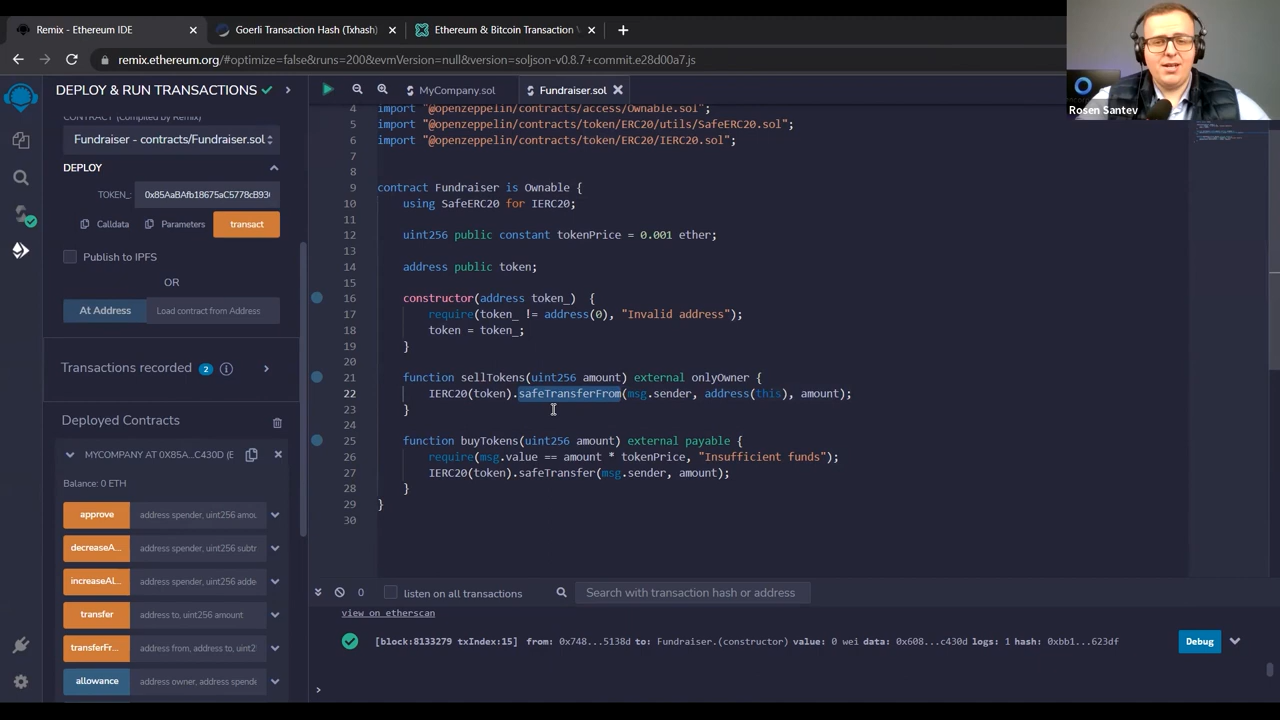 Remix - Ethereum IDE
Goerli Transaction Hash (Txhash)
Ethereum & Bitcoin Transaction
remix.ethereum.org/#optimize=false&runs=200&evmVersion=null&version=soljson-v0.8.7+commit.e28d00a7.js
Rosen Santev
DEPLOY & RUN TRANSACTIONS
CONTRACT (Compiled by Remix)
Fundraiser - contracts/Fundraiser.sol
DEPLOY
TOKEN_:
0x85AaBAfb18675aC5778cB93
Calldata
Parameters
transact
Publish to IPFS
OR
At Address
Load contract from Address
Transactions recorded
2
Deployed Contracts
MYCOMPANY AT 0X85A...C430D (E
Balance: 0 ETH
approve
address spender, uint256 amou
decreaseA...
address spender, uint256 subtr
increaseAl...
address spender, uint256 adde
transfer
address to, uint256 amount
transferFr...
address from, address to, uint2
allowance
address owner, address spende
MyCompany.sol
Fundraiser.sol
4 import "@openzeppelin/contracts/access/Ownable.sol";
5 import "@openzeppelin/contracts/token/ERC20/utils/SafeERC20.sol";
6 import "@openzeppelin/contracts/token/ERC20/IERC20.sol";
7
8
9 contract Fundraiser is Ownable {
10 using SafeERC20 for IERC20;
11
12 uint256 public constant tokenPrice = 0.001 ether;
13
14 address public token;
15
16 constructor(address token_) {
17 require(token_ != address(0), "Invalid address");
18 token = token_;
19 }
20
21 function sellTokens(uint256 amount) external onlyOwner {
22 IERC20(token).safeTransferFrom(msg.sender, address(this), amount);
23 }
24
25 function buyTokens(uint256 amount) external payable {
26 require(msg.value == amount * tokenPrice, "Insufficient funds");
27 IERC20(token).safeTransfer(msg.sender, amount);
28 }
29 }
30
0
listen on all transactions
Search with transaction hash or address
view on etherscan
[block:8133279 txIndex:15] from: 0x748...5138d to: Fundraiser.(constructor) value: 0 wei data: 0x608...c430d logs: 1 hash: 0xbb1...623df
Debug
>